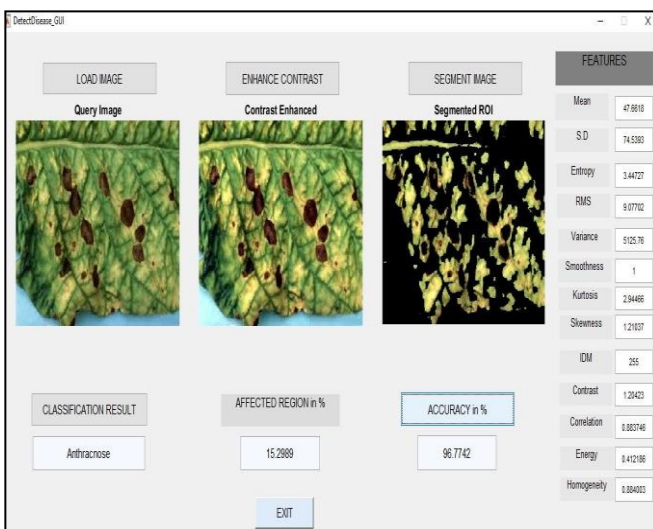 DetectDisease_GUI
LOAD IMAGE
ENHANCE CONTRAST
SEGMENT IMAGE
Query Image
Contrast Enhanced
Segmented ROI
CLASSIFICATION RESULT
AFFECTED REGION in %
ACCURACY in %
Anthracnose
15.2989
96.7742
EXIT
FEATURES
Mean 47.6618
S.D 74.5393
Entropy 3.44727
RMS 9.07702
Variance 5125.76
Smoothness 1
Kurtosis 2.94466
Skewness 1.21037
IDM 255
Contrast 1.20423
Correlation 0.883746
Energy 0.412186
Homogeneity 0.884003